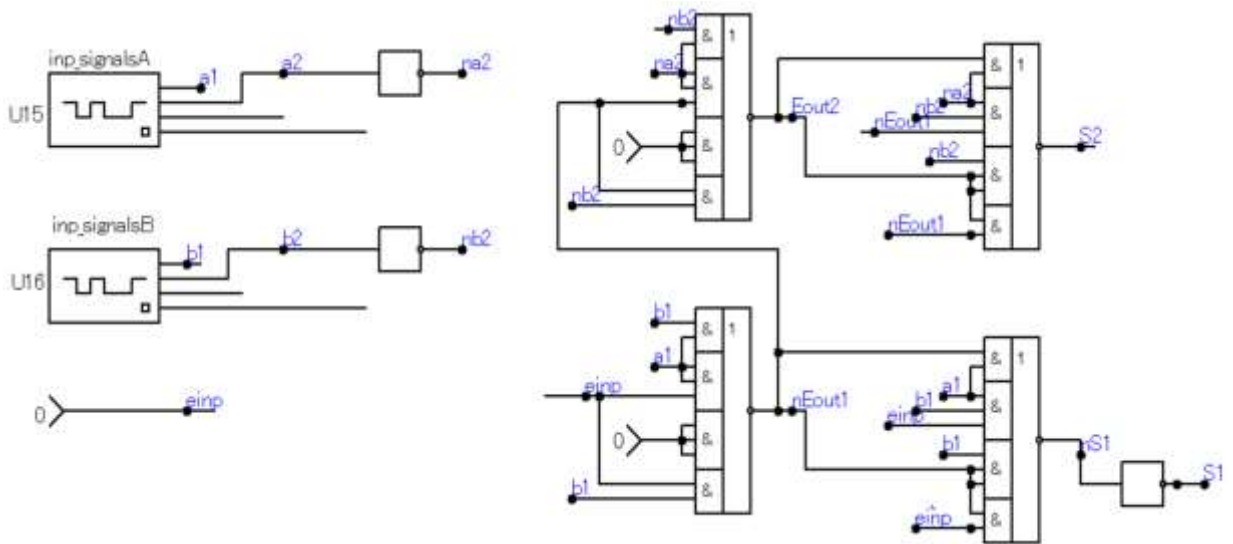 inp_signalsA
a1
a2
na2
U15
inp_signalsB
b1
b2
nb2
U16
0
einp
nb2
na2
0
nb2
&
&
&
&
1
Eout2
na2
nb2
nEout1
nb2
nEout1
&
&
&
&
1
S2
b1
a1
einp
0
b1
&
&
&
&
1
nEout1
a1
b1
einp
b1
einp
&
&
&
&
1
nS1
S1